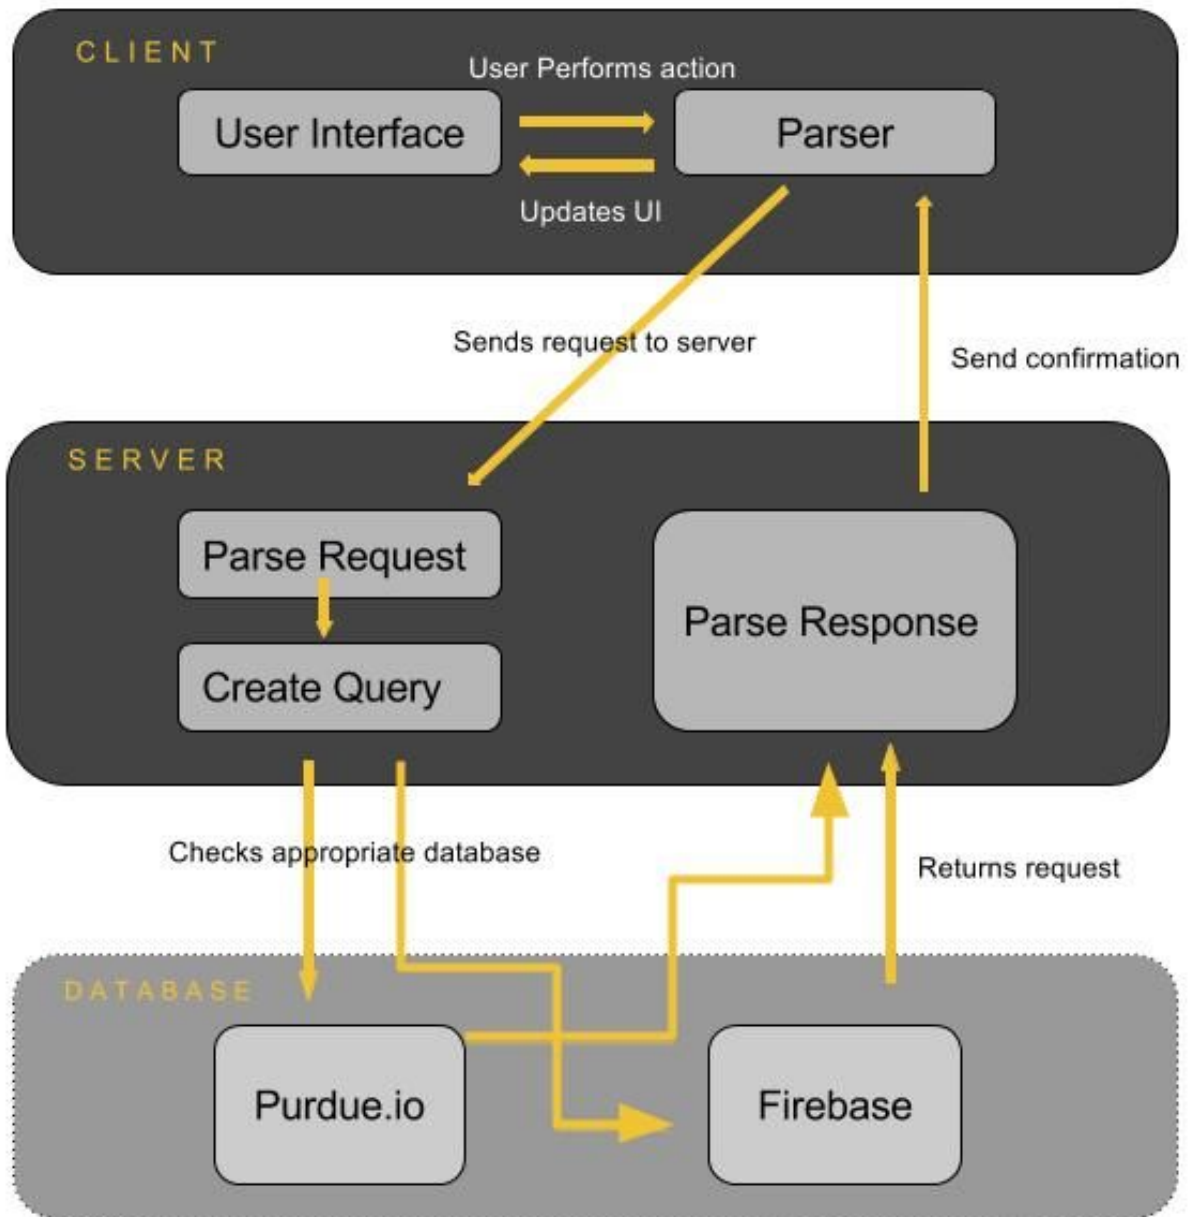 CLIENT
User Performs action
User Interface
Parser
Updates UI
Sends request to server
Send confirmation
SERVER
Parse Request
Parse Response
Create Query
Checks appropriate database
Returns request
DATABASE
Purdue.io
Firebase